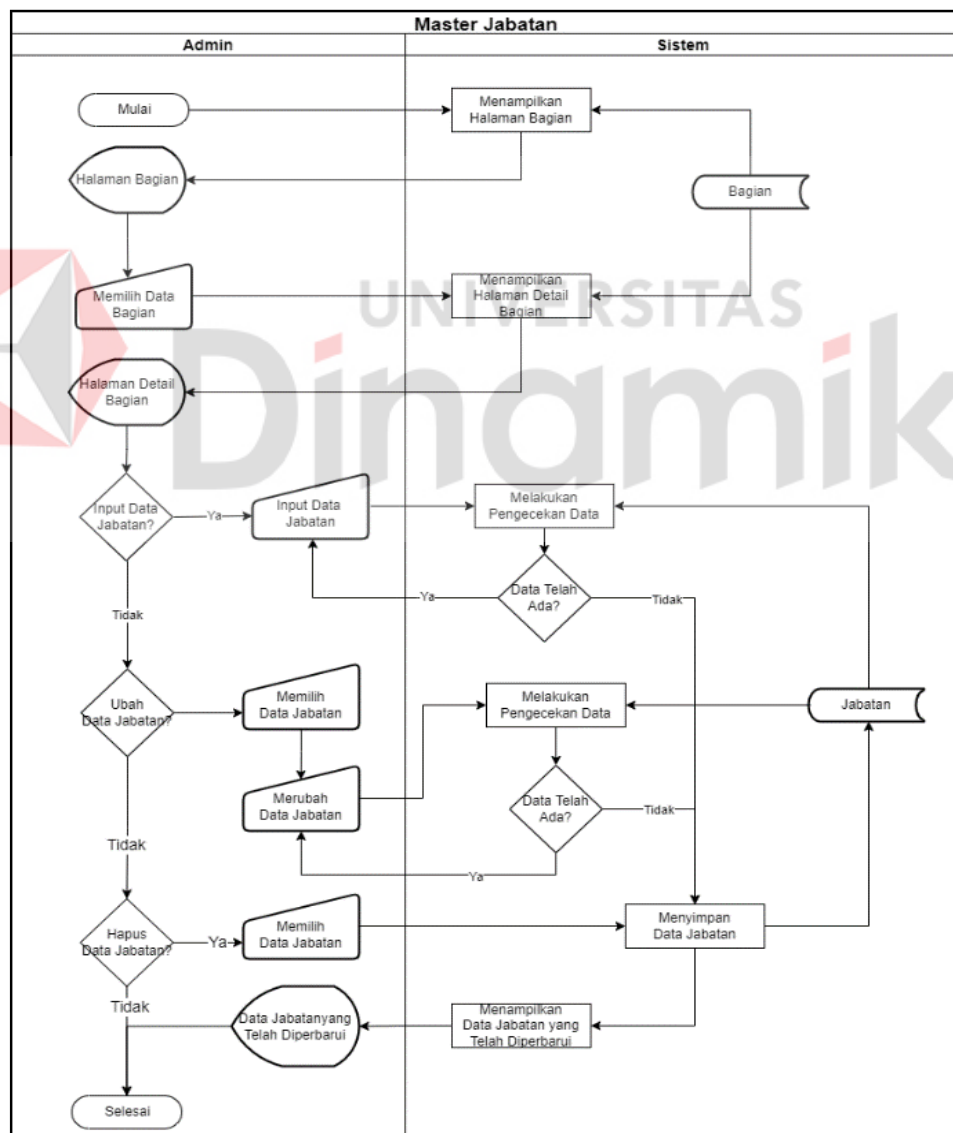 Master Jabatan
Admin
Sistem
Mulai
Menampilkan
Halaman Bagian
Halaman Bagian
Bagian
Memilih Data
Bagian
Menampilkan
Halaman Detail
Bagian
UNIVERSITAS
Dinamik
Halaman Detail
Bagian
Input Data
Jabatan?
Ya
Input Data
Jabatan
Melakukan
Pengecekan Data
Data Telah
Ada?
Ya
Tidak
Tidak
Ubah
Data Jabatan?
Memilih
Data Jabatan
Melakukan
Pengecekan Data
Jabatan
Merubah
Data Jabatan
Data Telah
Ada?
Tidak
Ya
Tidak
Hapus
Data Jabatan?
Ya
Memilih
Data Jabatan
Menyimpan
Data Jabatan
Tidak
Data Jabatanyang
Telah Diperbarui
Menampilkan
Data Jabatan yang
Telah Diperbarui
Selesai